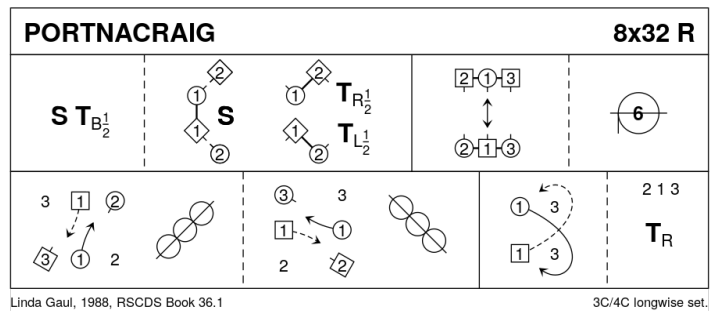 PORTNACRAIG 8x32 R
S T B½ 2 1 S 1 2 2 1 T R½ 1 2 T L½ 2 1 3 2 1 3 6
3 1 2 3 1 2 3 3 1 1 2 2 1 3 1 3 2 1 3
T R
Linda Gaul, 1988, RSCDS Book 36.1 3C/4C longwise set.